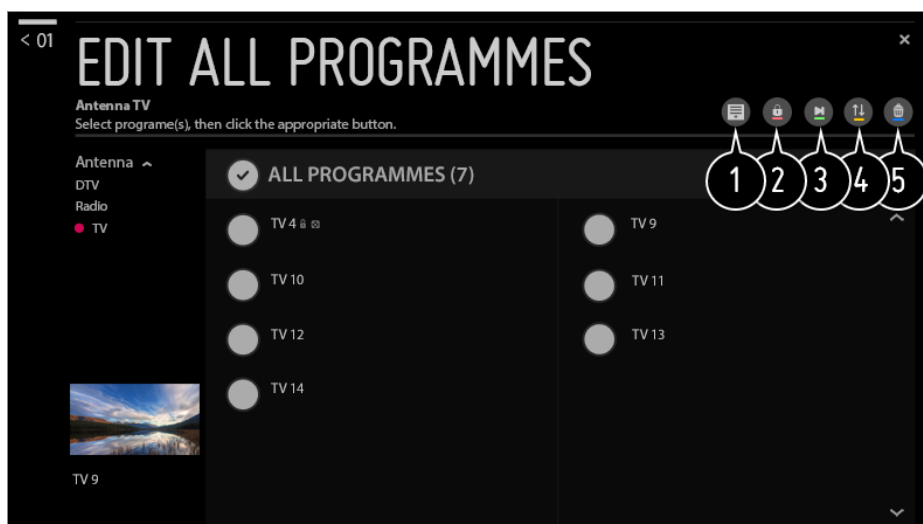 < 01
EDIT ALL PROGRAMMES
Antenna TV
Select programe(s), then click the appropriate button.
1 2 3 4 5
Antenna
DTV
Radio
TV
ALL PROGRAMMES (7)
TV 4
TV 9
TV 10
TV 11
TV 12
TV 13
TV 14
TV 9